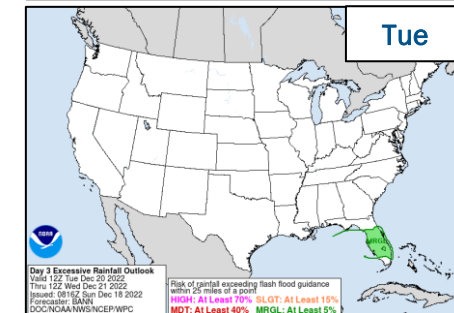 Tue
MRGL
NOAA
Day 3 Excessive Rainfall Outlook
Valid 12Z Tue Dec 20 2022
Thru 12Z Wed Dec 21 2022
Issued: 0816Z Sun Dec 18 2022
Forecaster: BANN
DOC/NOAA/NWS/NCEP/WPC
Risk of rainfall exceeding flash flood guidance
within 25 miles of a point
HIGH: At Least 70% SLGT: At Least 15%
MDT: At Least 40% MRGL: At Least 5%